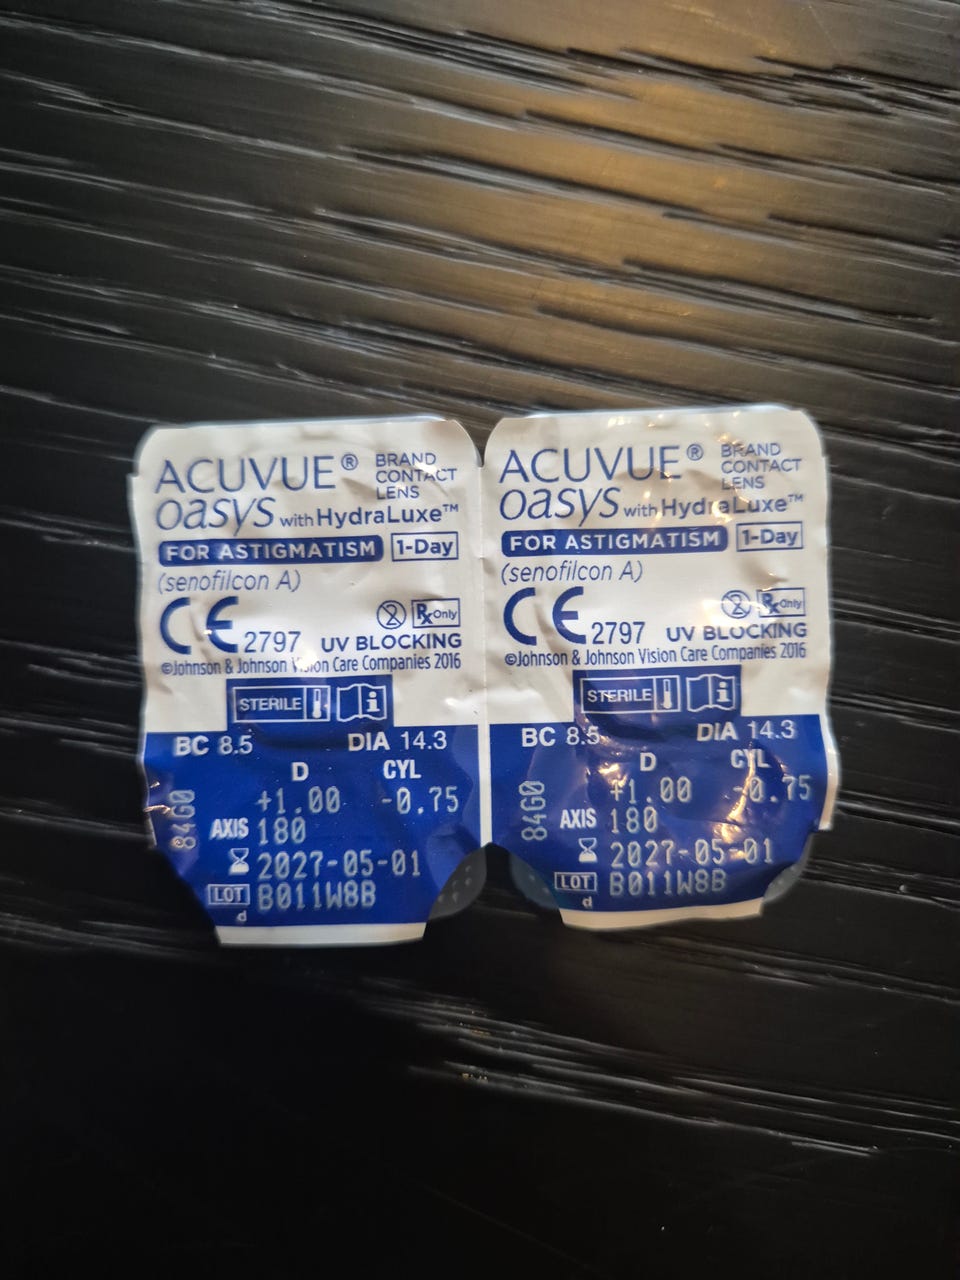 ACUVUE® BRAND CONTACT LENS
oasys with HydraLuxe™
FOR ASTIGMATISM 1-Day
(senofilcon A)
CE 2797 2 Rx Only
UV BLOCKING
©Johnson & Johnson Vision Care Companies 2016
STERILE i
BC 8.5 DIA 14.3
D CYL
+1.00 -0.75
84G0
AXIS 180
2027-05-01
LOT B011W8B
d
ACUVUE® BRAND CONTACT LENS
oasys with HydraLuxe™
FOR ASTIGMATISM 1-Day
(senofilcon A)
CE 2797 2 Rx Only
UV BLOCKING
©Johnson & Johnson Vision Care Companies 2016
STERILE i
BC 8.5 DIA 14.3
D CYL
+1.00 -0.75
84G0
AXIS 180
2027-05-01
LOT B011W8B
d